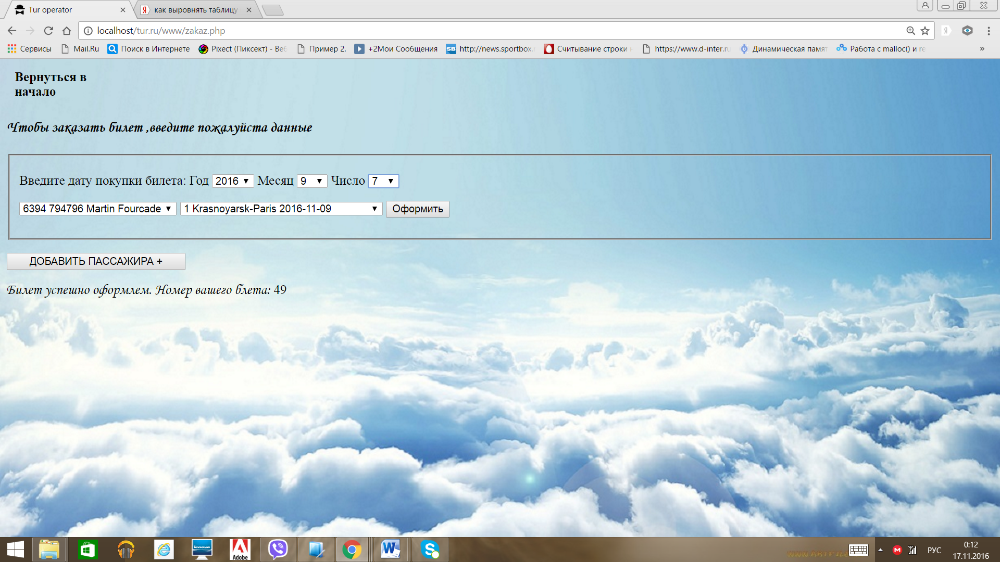 Tur operator
как выровнять таблицу
localhost/tur.ru/www/zakaz.php
Сервисы Mail.Ru Поиск в Интернете Pixect (Пиксект) - Веб Пример 2. +2Мои Сообщения http://news.sportbox.r Считывание строки https://www.d-inter.ru Динамическая памят Работа с malloc() и re »
Вернуться в
начало
Чтобы заказать билет ,введите пожалуйста данные
Введите дату покупки билета: Год 2016 Месяц 9 Число 7
6394 794796 Martin Fourcade 1 Krasnoyarsk-Paris 2016-11-09 Оформить
ДОБАВИТЬ ПАССАЖИРА +
Билет успешно оформлем. Номер вашего блета: 49
Adobe
РУС
0:12
17.11.2016